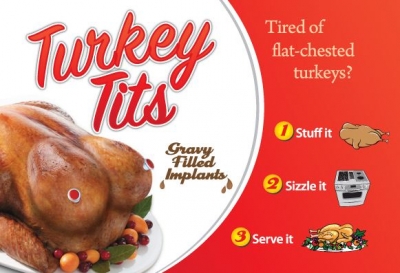 Turkey
Tits
Gravy
Filled
Implants
Tired of
flat-chested
turkeys?
1 Stuff it
2 Sizzle it
3 Serve it